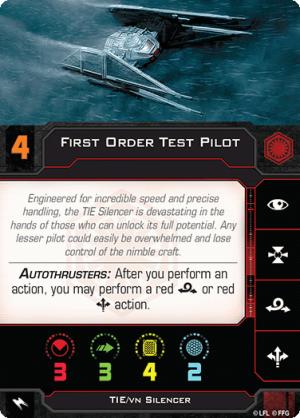 4 First Order Test Pilot
Engineered for incredible speed and precise
handling, the TIE Silencer is devastating in the
hands of those who can unlock its full potential. Any
lesser pilot could easily be overwhelmed and lose
control of the nimble craft.
Autothrusters: After you perform an
action, you may perform a red or red
action.
3 3 4 2
TIE/vn Silencer
©LFL ©FFG